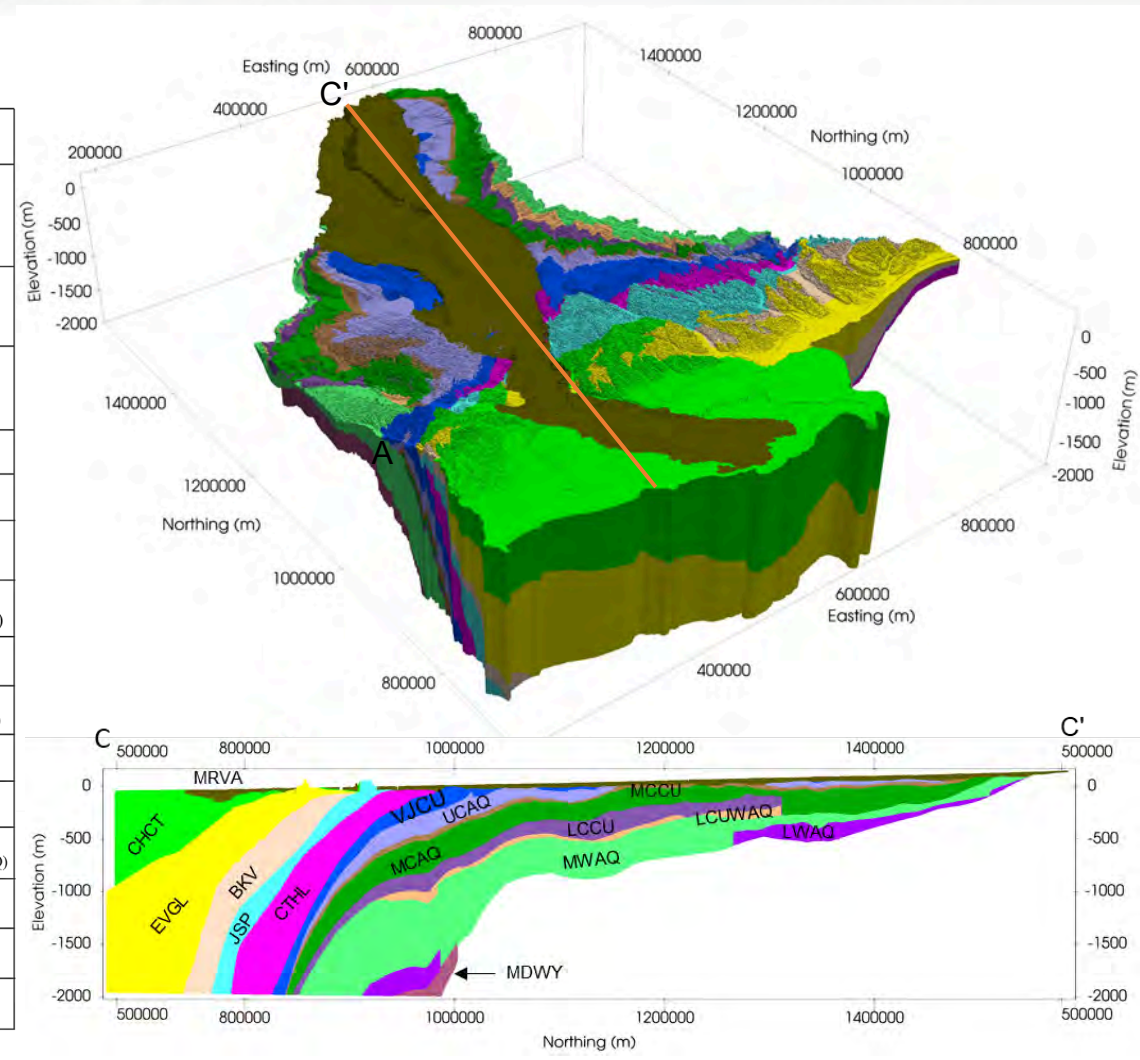 800000
Easting (m) 600000
1400000
C'
400000
1200000
Northing (m)
200000
1000000
0
800000
-500
-1000
-1500
-2000
Elevation (m)
0
-500
-1000
-1500
-2000
Elevation (m)
1400000
A
1200000
Northing (m)
800000
1000000
600000
Easting (m)
800000
400000
)
C
C'
500000
800000
1000000
1200000
1400000
500000
MRVA
0
0
MCCU
VJCU
UCAQ
CHCT
LCCU
LCUWAQ
LWAQ
-500
-500
MCAQ
MWAQ
BKV
-1000
-1000
CTHL
EVGL
JSP
-1500
-1500
MDWY
-2000
-2000
Elevation (m)
500000
800000
1000000
1200000
1400000
500000
Northing (m)